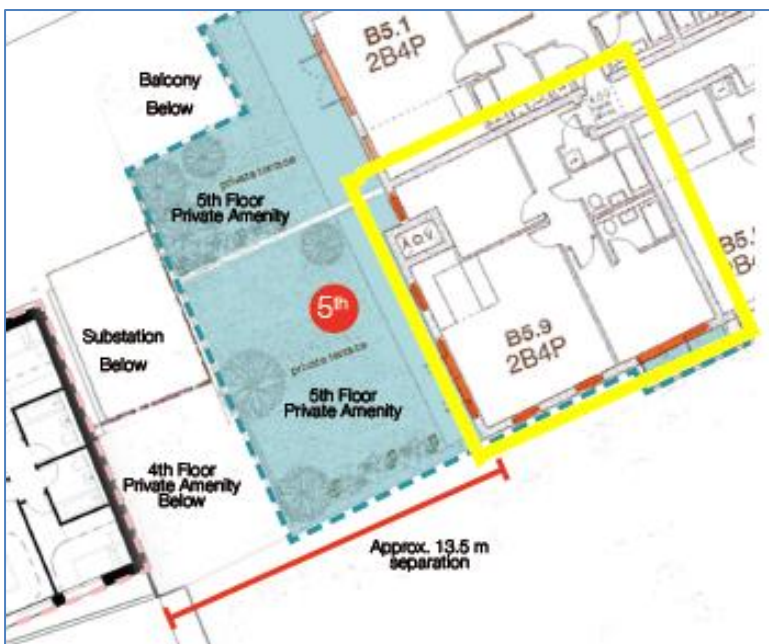 B5.1
2B4P
Balcony
Below
private terrace
5th Floor
Private Amenity
A.O.V.
5th
Substation
Below
private terrace
5th Floor
Private Amenity
B5.9
2B4P
4th Floor
Private Amenity
Below
Approx. 13.5 m
separation